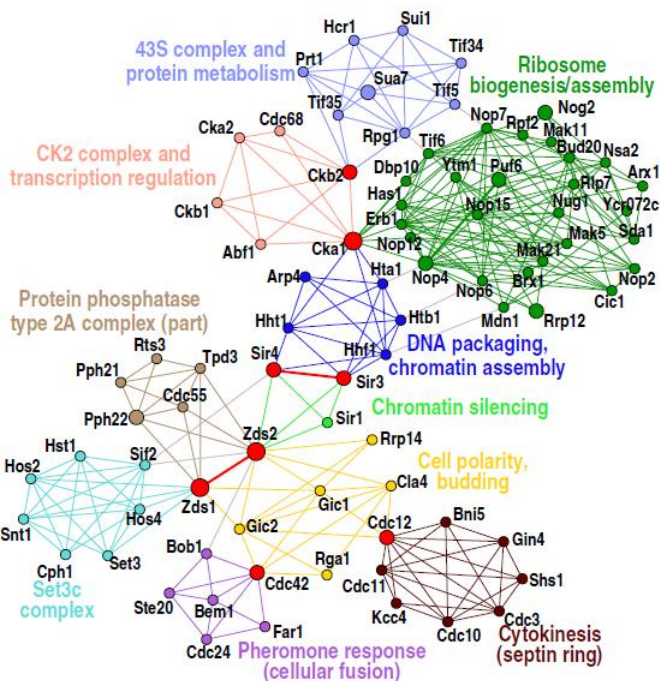 Sui1
Hcr1
43S complex and
protein metabolism
Prt1
Tif34
Sua7
Tif35
Tif5
Rpg1
Ribosome
biogenesis/assembly
Nop7
Nog2
Rpf2
Mak11
Bud20
Nsa2
Tif6
Dbp10
Ytm1
Puf6
Rlp7
Arx1
Has1
Nop15
Nug1
Ycr072c
Erb1
Nop12
Mak5
Sda1
Mak21
Nop4
Nop6
Brx1
Nop2
Cic1
Mdn1
Rrp12
Cka2
Cdc68
CK2 complex and
transcription regulation
Ckb2
Ckb1
Abf1
Cka1
Arp4
Hta1
Hht1
Htb1
Hhf1
DNA packaging,
chromatin assembly
Protein phosphatase
type 2A complex (part)
Rts3
Tpd3
Pph21
Cdc55
Pph22
Sir4
Sir3
Chromatin silencing
Sir1
Zds2
Rrp14
Cell polarity,
budding
Hst1
Sif2
Hos2
Zds1
Hos4
Snt1
Cph1
Set3
Set3c
complex
Cla4
Gic1
Gic2
Cdc12
Bni5
Gin4
Bob1
Rga1
Cdc42
Cdc11
Shs1
Ste20
Bem1
Kcc4
Cdc3
Cdc10
Far1
Cdc24
Cytokinesis
(septin ring)
Pheromone response
(cellular fusion)